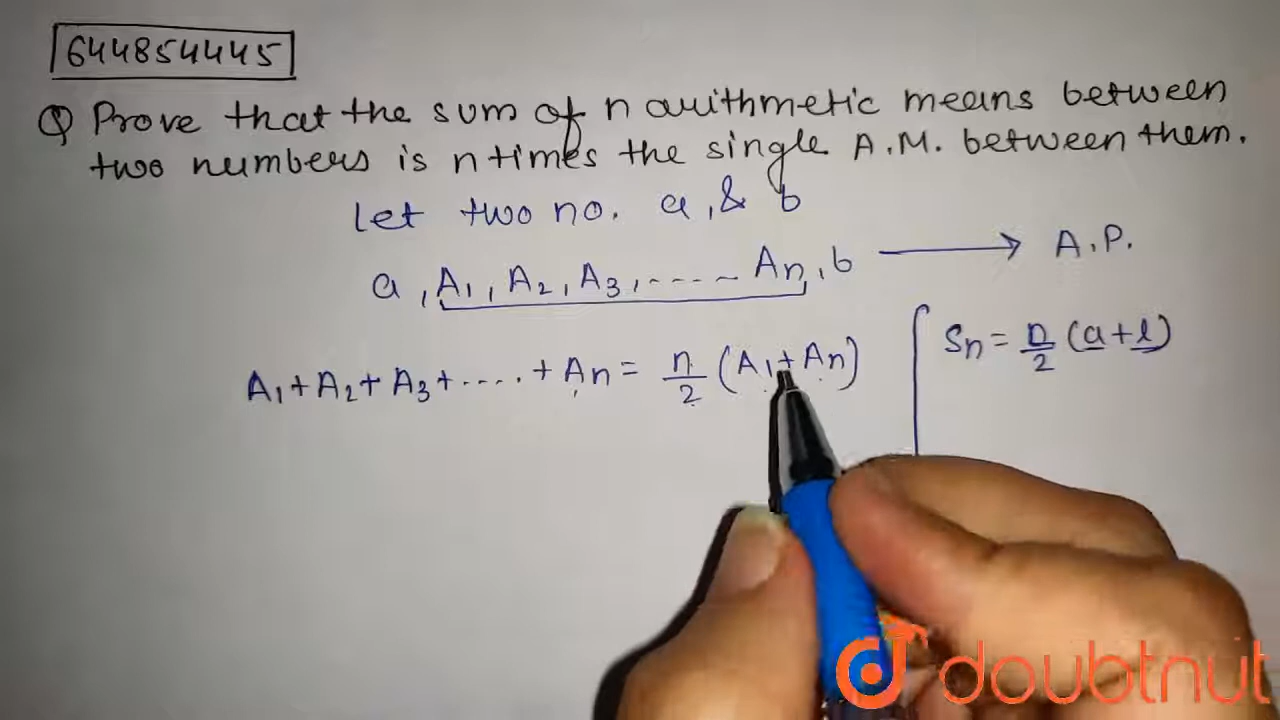 644854445
Q Prove that the sum of n arithmetic means between
two numbers is n times the single A.M. between them.
Let two no. a, & b
a, A₁, A₂, A₃, ..... Aₙ, b ⟶ A.P.
A₁+A₂+A₃+.....+Aₙ= n/2 (A₁+Aₙ)
Sₙ= n/2 (a+l)
doubtnut